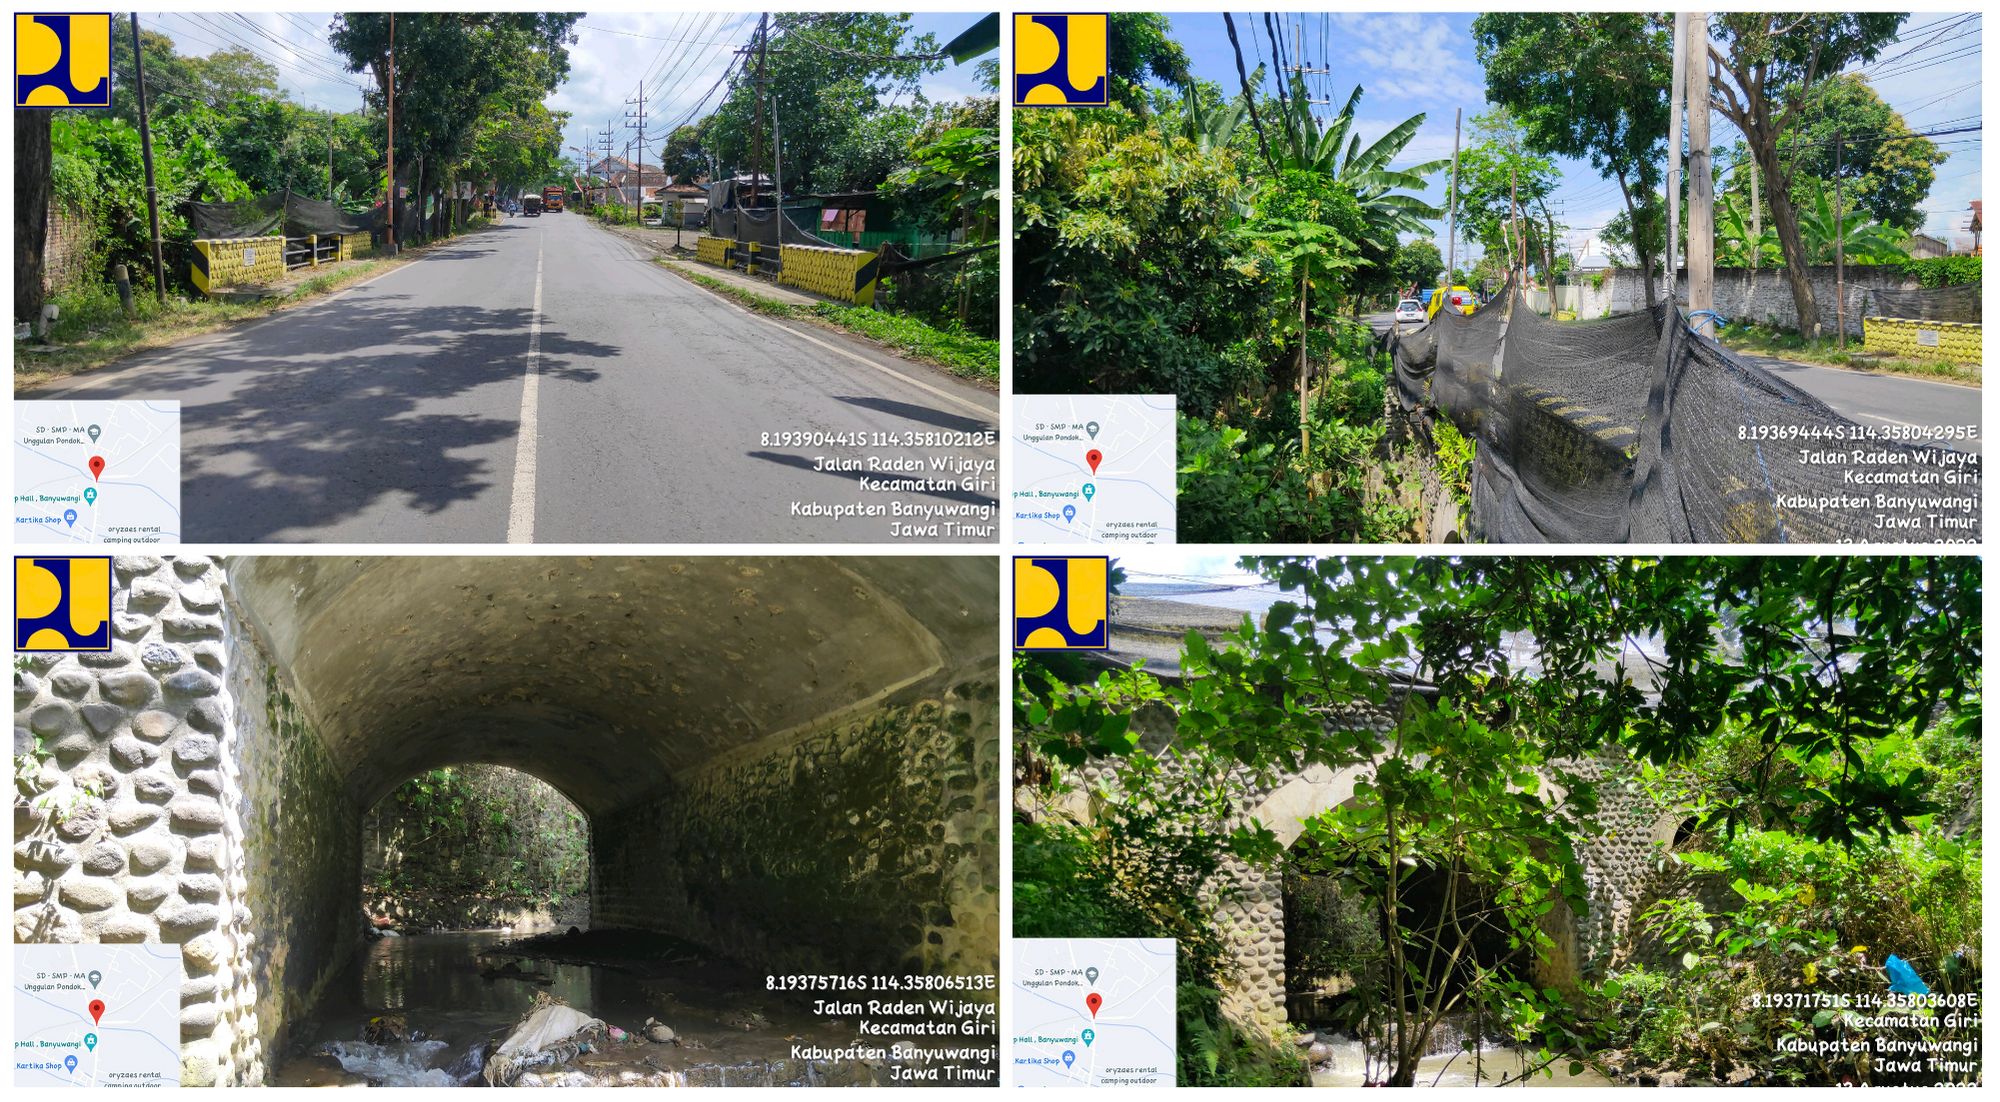 SD - SMP - MA
Unggulan Pondok...
p Hall, Banyuwangi
Kartika Shop
oryzaes rental
camping outdoor
8.19390441S 114.35810212E
Jalan Raden Wijaya
Kecamatan Giri
Kabupaten Banyuwangi
Jawa Timur
SD - SMP - MA
Unggulan Pondok...
p Hall, Banyuwangi
Kartika Shop
oryzaes rental
camping outdoor
8.19369444S 114.35804295E
Jalan Raden Wijaya
Kecamatan Giri
Kabupaten Banyuwangi
Jawa Timur
SD - SMP - MA
Unggulan Pondok...
p Hall, Banyuwangi
Kartika Shop
oryzaes rental
camping outdoor
8.19375716S 114.35806513E
Jalan Raden Wijaya
Kecamatan Giri
Kabupaten Banyuwangi
Jawa Timur
SD - SMP - MA
Unggulan Pondok...
p Hall, Banyuwangi
Kartika Shop
oryzaes rental
camping outdoor
8.19371751S 114.35803608E
Kecamatan Giri
Kabupaten Banyuwangi
Jawa Timur